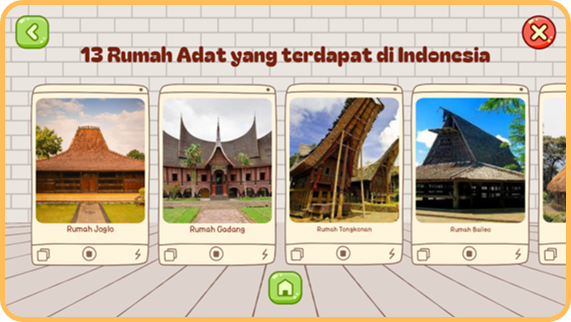 13 Rumah Adat yang terdapat di Indonesia
Rumah Joglo
Rumah Gadang
Rumah Tongkonan
Rumah Baileo